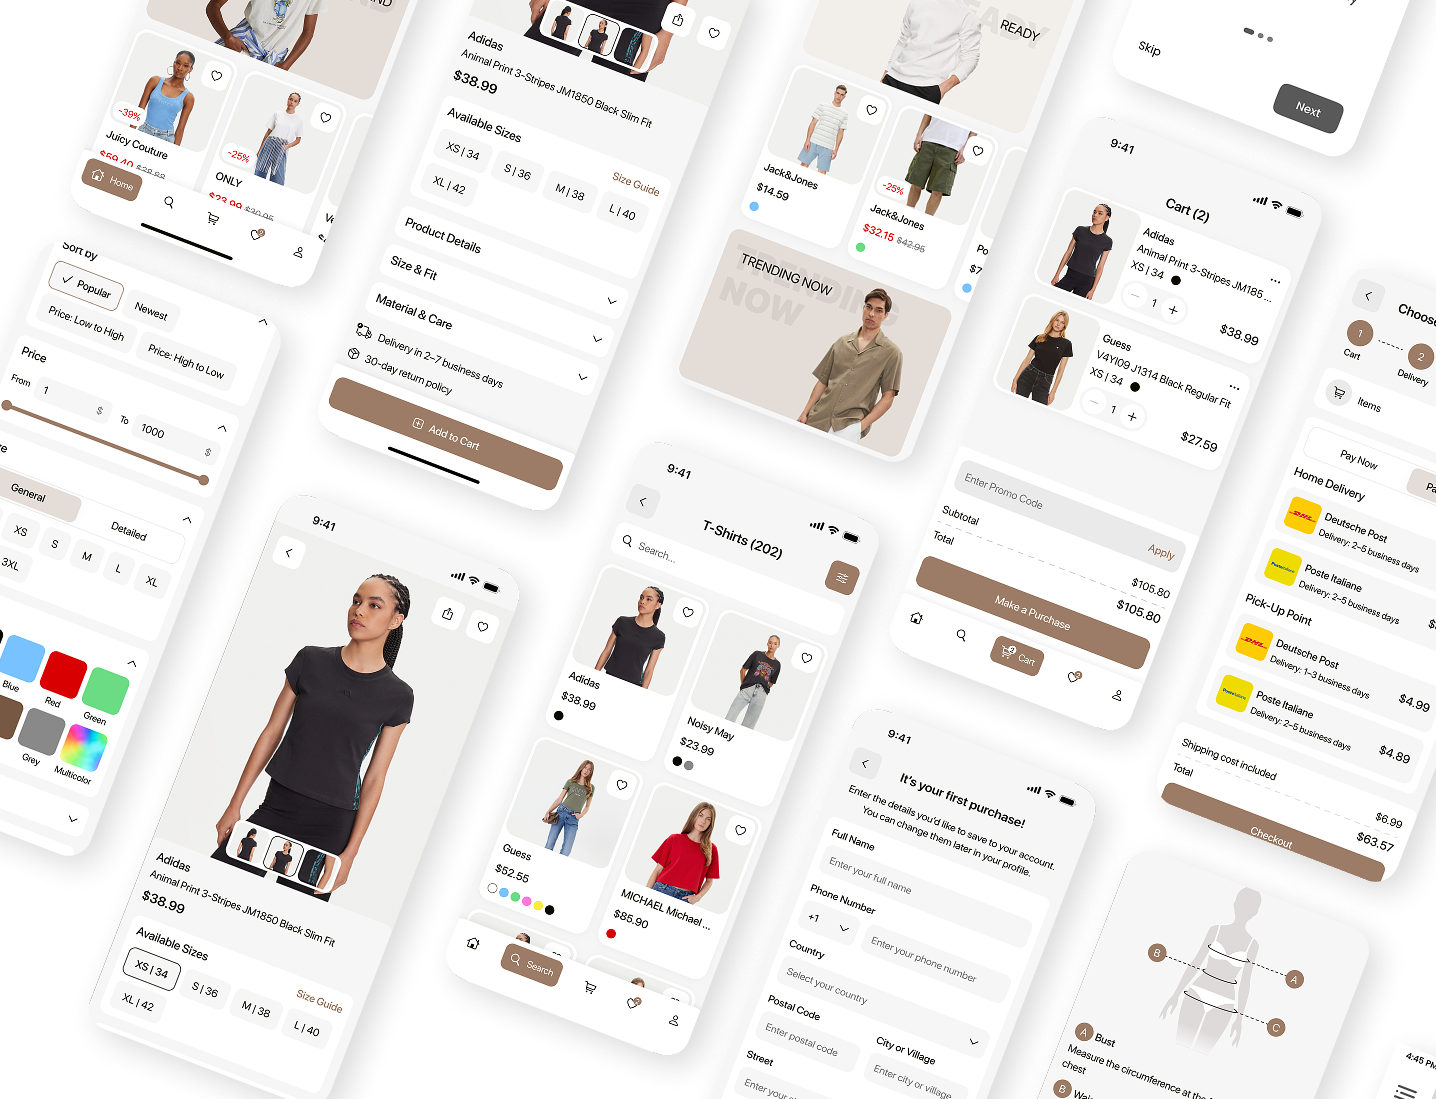 -39%
Juicy Couture
$59.40 $38.88
-25%
ONLY
$23.99 $30.95
Home
2
Adidas
Animal Print 3-Stripes JM1850 Black Slim Fit
$38.99
Available Sizes
Size Guide
XS | 34
S | 36
M | 38
L | 40
XL | 42
Product Details
Size & Fit
Material & Care
Delivery in 2-7 business days
30-day return policy
Add to Cart
READY
Jack&Jones
$14.59
-25%
Jack&Jones
$32.15 $42.95
TRENDING NOW
TRENDING
NOW
Skip
Next
9:41
Cart (2)
Adidas
Animal Print 3-Stripes JM185 ...
XS | 34
1
$38.99
Guess
V4YI09 J1314 Black Regular Fit
XS | 34
1
$27.59
Enter Promo Code
Apply
Subtotal
$105.80
Total
$105.80
Make a Purchase
2
Cart
2
1
2
Cart
Delivery
Items
Pay Now
Home Delivery
DHL
Deutsche Post
Delivery: 2-5 business days
Poste Italiane
Delivery: 2-5 business days
Pick-Up Point
DHL
Deutsche Post
Delivery: 1-3 business days
$4.99
Poste Italiane
Delivery: 2-5 business days
$4.89
Shipping cost included
$6.99
Total
$63.57
Checkout
Sort by
Popular
Newest
Price: Low to High
Price: High to Low
Price
From
1
$
To
1000
$
General
Detailed
XS
S
M
L
XL
3XL
Blue
Red
Green
Grey
Multicolor
9:41
Adidas
Animal Print 3-Stripes JM1850 Black Slim Fit
$38.99
Available Sizes
Size Guide
XS | 34
S | 36
M | 38
L | 40
XL | 42
9:41
T-Shirts (202)
Search...
Adidas
$38.99
Noisy May
$23.99
Guess
$52.55
MICHAEL Michael ...
$85.90
Search
2
9:41
It's your first purchase!
Enter the details you'd like to save to your account.
You can change them later in your profile.
Full Name
Enter your full name
Phone Number
+1
Enter your phone number
Country
Select your country
Postal Code
Enter postal code
City or Village
Enter city or village
Street
B
A
C
A
Bust
Measure the circumference at the
chest
B
4:45 PM